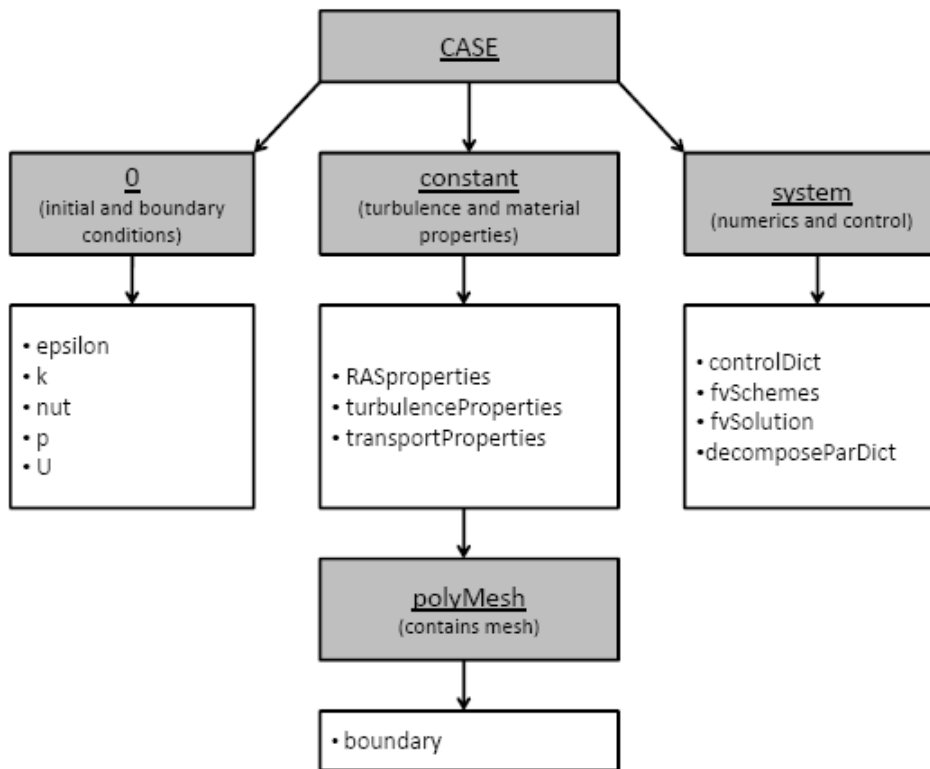 CASE
0
(initial and boundary
conditions)
constant
(turbulence and material
properties)
system
(numerics and control)
• epsilon
• k
• nut
• p
• U
• RASproperties
• turbulenceProperties
• transportProperties
• controlDict
• fvSchemes
• fvSolution
•decomposeParDict
polyMesh
(contains mesh)
• boundary